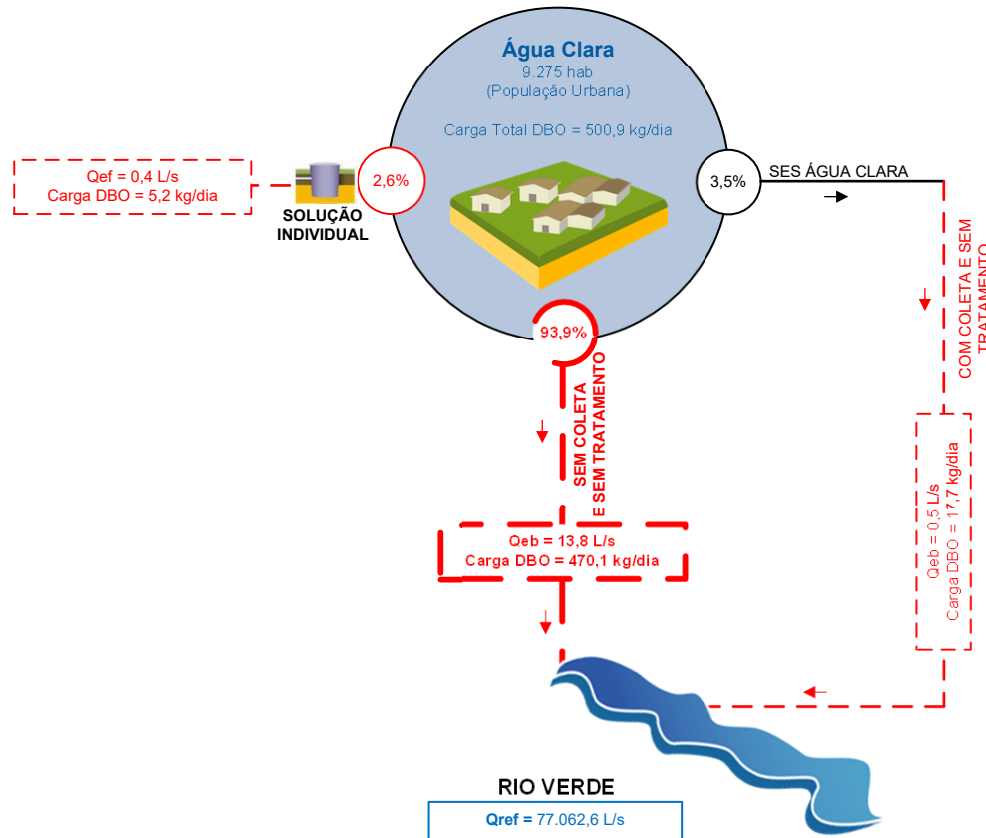 Água Clara
9.275 hab
(População Urbana)
Carga Total DBO = 500,9 kg/dia
Qef = 0,4 L/s
Carga DBO = 5,2 kg/dia
SOLUÇÃO
INDIVIDUAL
2,6%
3,5%
SES ÁGUA CLARA
COM COLETA E SEM
TRATAMENTO
93,9%
SEM COLETA
E SEM TRATAMENTO
Qeb = 13,8 L/s
Carga DBO = 470,1 kg/dia
Qeb = 0,5 L/s
Carga DBO = 17,7 kg/dia
RIO VERDE
Qref = 77.062,6 L/s